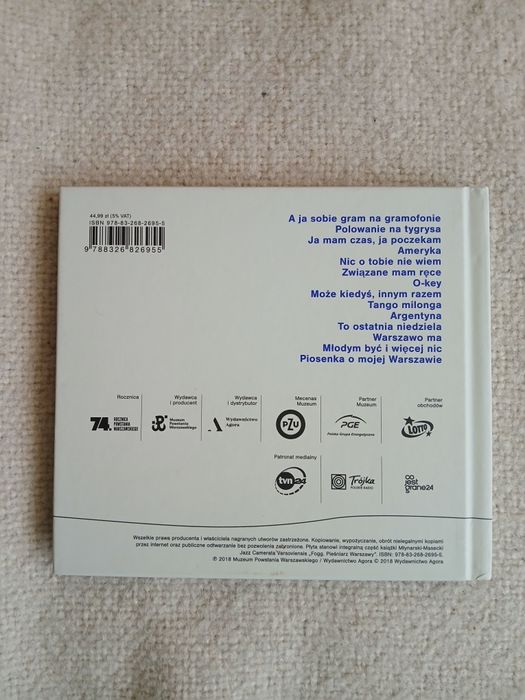 44,99 zł (5% VAT)
ISBN 978-83-268-2695-5
9 788326 826955
A ja sobie gram na gramofonie
Polowanie na tygrysa
Ja mam czas, ja poczekam
Ameryka
Nic o tobie nie wiem
Związane mam ręce
O-key
Może kiedyś, innym razem
Tango milonga
Argentyna
To ostatnia niedziela
Warszawo ma
Młodym być i więcej nic
Piosenka o mojej Warszawie
Rocznica
74.
ROCZNICA
POWSTANIA
WARSZAWSKIEGO
Wydawca
i producent
Muzeum
Powstania
Warszawskiego
Wydawca
i dystrybutor
Wydawnictwo
Agora
Mecenas
Muzeum
PZU
Partner
Muzeum
PGE
Polska Grupa Energetyczna
Partner
obchodów
LOTTO
Patronat medialny
tvn24
Trójka
POLSKIE RADIO
co
jest
grane24
Wszelkie prawa producenta i właściciela nagranych utworów zastrzeżone. Kopiowanie, wypożyczanie, obrót nielegalnymi kopiami
przez internet oraz publiczne odtwarzanie bez pozwolenia zabronione. Płyta stanowi integralną część książki Młynarski-Masecki
Jazz Camerata Varsoviensis „Fogg. Pieśniarz Warszawy". ISBN: 978-83-268-2695-5.
℗ 2018 Muzeum Powstania Warszawskiego / Wydawnictwo Agora © 2018 Wydawnictwo Agora